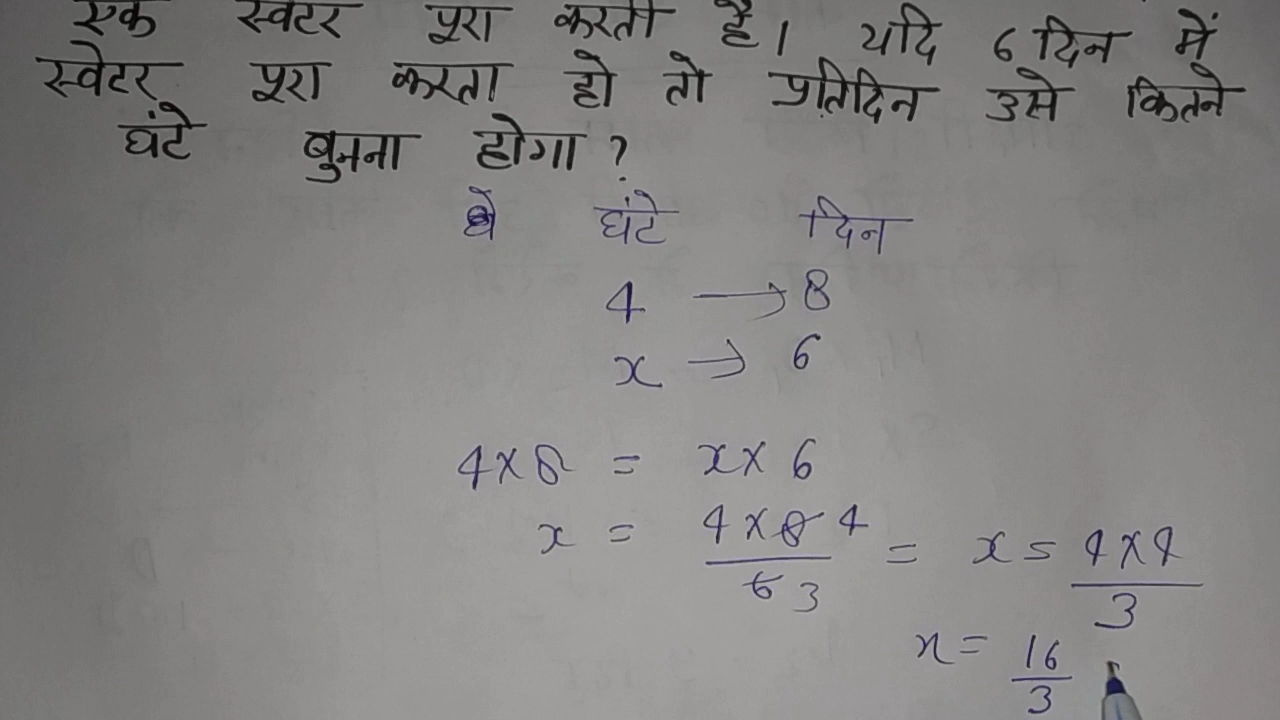 एक स्वेटर पूरा करती है। यदि 6 दिन में
स्वेटर पूरा करता हो तो प्रतिदिन उसे कितने
घंटे बुनना होगा?
घंटे दिन
4 → 8
x → 6
4 × 8 = x × 6
x = 4 × 8 4 / 6 3 = x = 4 × 4 / 3
x = 16 / 3